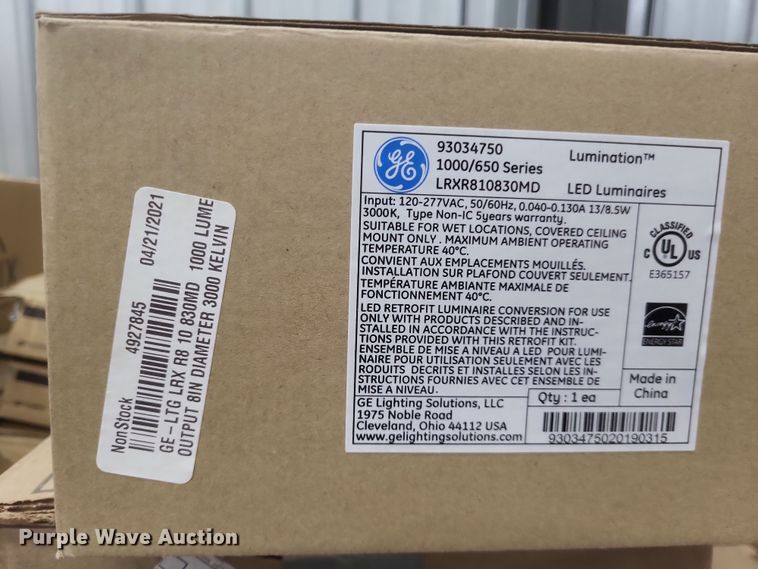 NonStock
4927845 04/21/2021
GE-LTG LRX R8 10 830MD 1000 LUME
OUTPUT 8IN DIAMETER 3000 KELVIN
GE
93034750
1000/650 Series
LRXR810830MD
Lumination™
LED Luminaires
Input: 120-277VAC, 50/60Hz, 0.040-0.130A 13/8.5W
3000K, Type Non-IC 5years warranty.
SUITABLE FOR WET LOCATIONS, COVERED CEILING
MOUNT ONLY . MAXIMUM AMBIENT OPERATING
TEMPERATURE 40°C.
CONVIENT AUX EMPLACEMENTS MOUILLÉS.
INSTALLATION SUR PLAFOND COUVERT SEULEMENT.
TEMPÉRATURE AMBIANTE MAXIMALE DE
FONCTIONNEMENT 40°C.
LED RETROFIT LUMINAIRE CONVERSION FOR USE
ONLY WITH PRODUCTS DESCRIBED AND IN-
STALLED IN ACCORDANCE WITH THE INSTRUC-
TIONS PROVIDED WITH THIS RETROFIT KIT.
ENSEMBLE DE MISE A NIVEAU A LED POUR LUMI-
NAIRE POUR UTILISATION SEULEMENT AVEC LES
RODUITS DECRITS ET INSTALLES SELON LES IN-
STRUCTIONS FOURNIES AVEC CET ENSEMBLE DE
MISE A NIVEAU.
CLASSIFIED
C UL US
E365157
energy
ENERGY STAR
Made in
China
GE Lighting Solutions, LLC
1975 Noble Road
Cleveland, Ohio 44112 USA
www.gelightingsolutions.com
Qty : 1 ea
9303475020190315
Purple Wave Auction